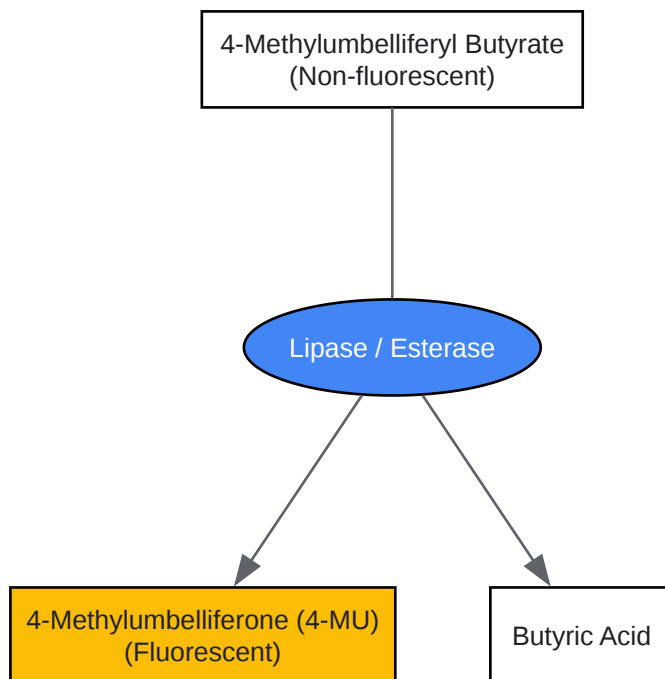 4-Methylumbelliferyl Butyrate
(Non-fluorescent)
Lipase / Esterase
4-Methylumbelliferone (4-MU)
(Fluorescent)
Butyric Acid